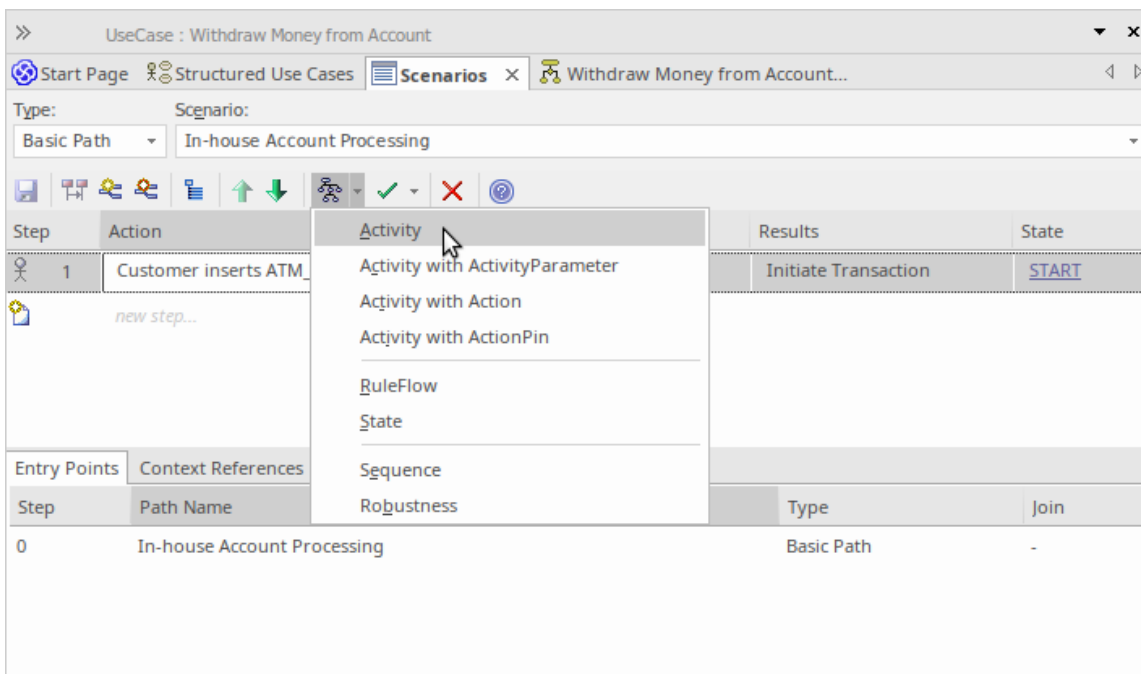 UseCase : Withdraw Money from Account
Start Page Structured Use Cases Scenarios Withdraw Money from Account...
Type: Scenario:
Basic Path In-house Account Processing
Step Action Results State
1 Customer inserts ATM_ Initiate Transaction START
new step...
Activity
Activity with ActivityParameter
Activity with Action
Activity with ActionPin
RuleFlow
State
Sequence
Robustness
Entry Points Context References
Step Path Name Type Join
0 In-house Account Processing Basic Path -